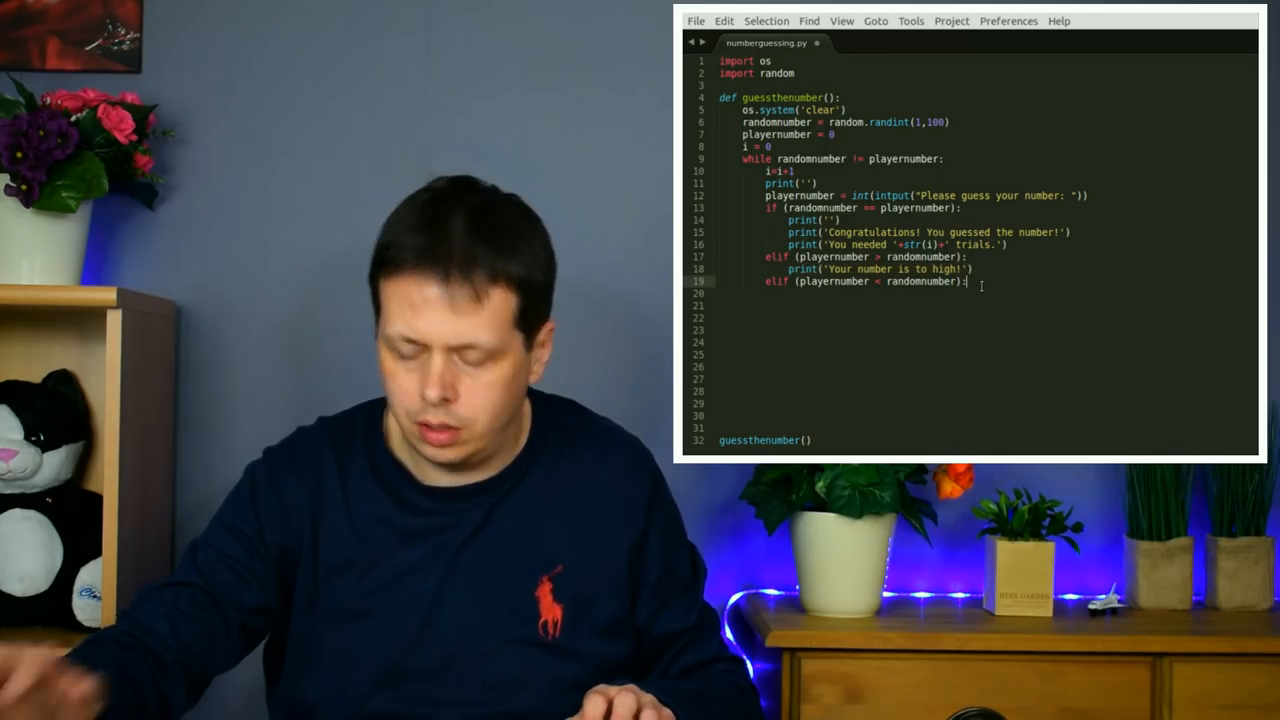 File Edit Selection Find View Goto Tools Project Preferences Help
numberguessing.py
1 import os
2 import random
3
4 def guessthenumber():
5 os.system('clear')
6 randomnumber = random.randint(1,100)
7 playernumber = 0
8 i = 0
9 while randomnumber != playernumber:
10 i=i+1
11 print('')
12 playernumber = int(intput("Please guess your number: "))
13 if (randomnumber == playernumber):
14 print('')
15 print('Congratulations! You guessed the number!')
16 print('You needed '+str(i)+' trials.')
17 elif (playernumber > randomnumber):
18 print('Your number is to high!')
19 elif (playernumber < randomnumber):
20
21
22
23
24
25
26
27
28
29
30
31
32 guessthenumber()
HERB GARDEN